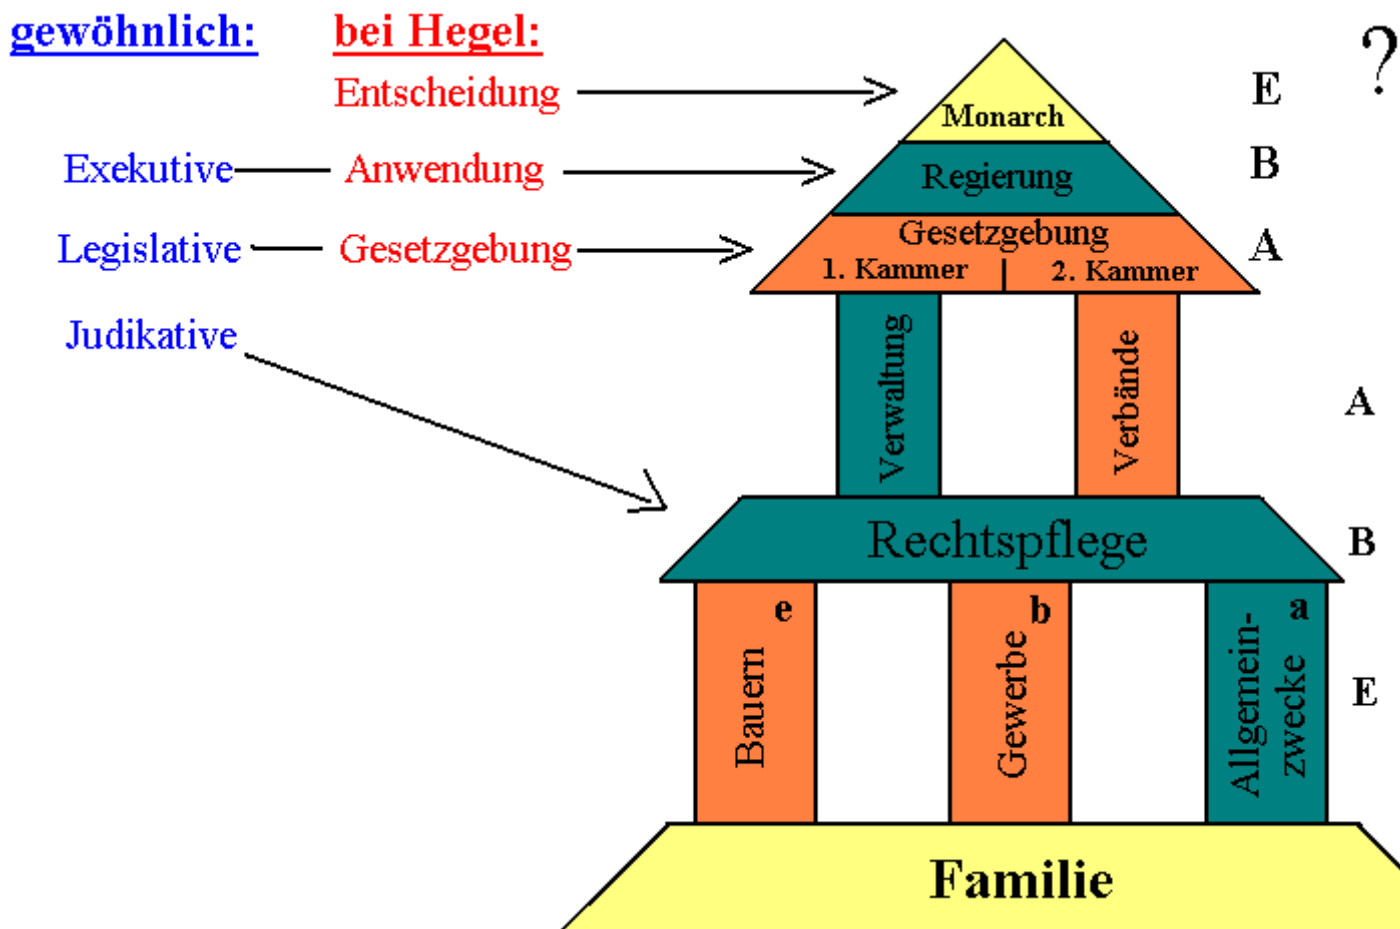 gewöhnlich: bei Hegel: ?
Entscheidung Monarch E
Exekutive Anwendung Regierung B
Legislative Gesetzgebung Gesetzgebung A
1. Kammer 2. Kammer
Judikative
Verwaltung Verbände A
Rechtspflege B
e b a
Bauern Gewerbe Allgemein-
zwecke E
Familie